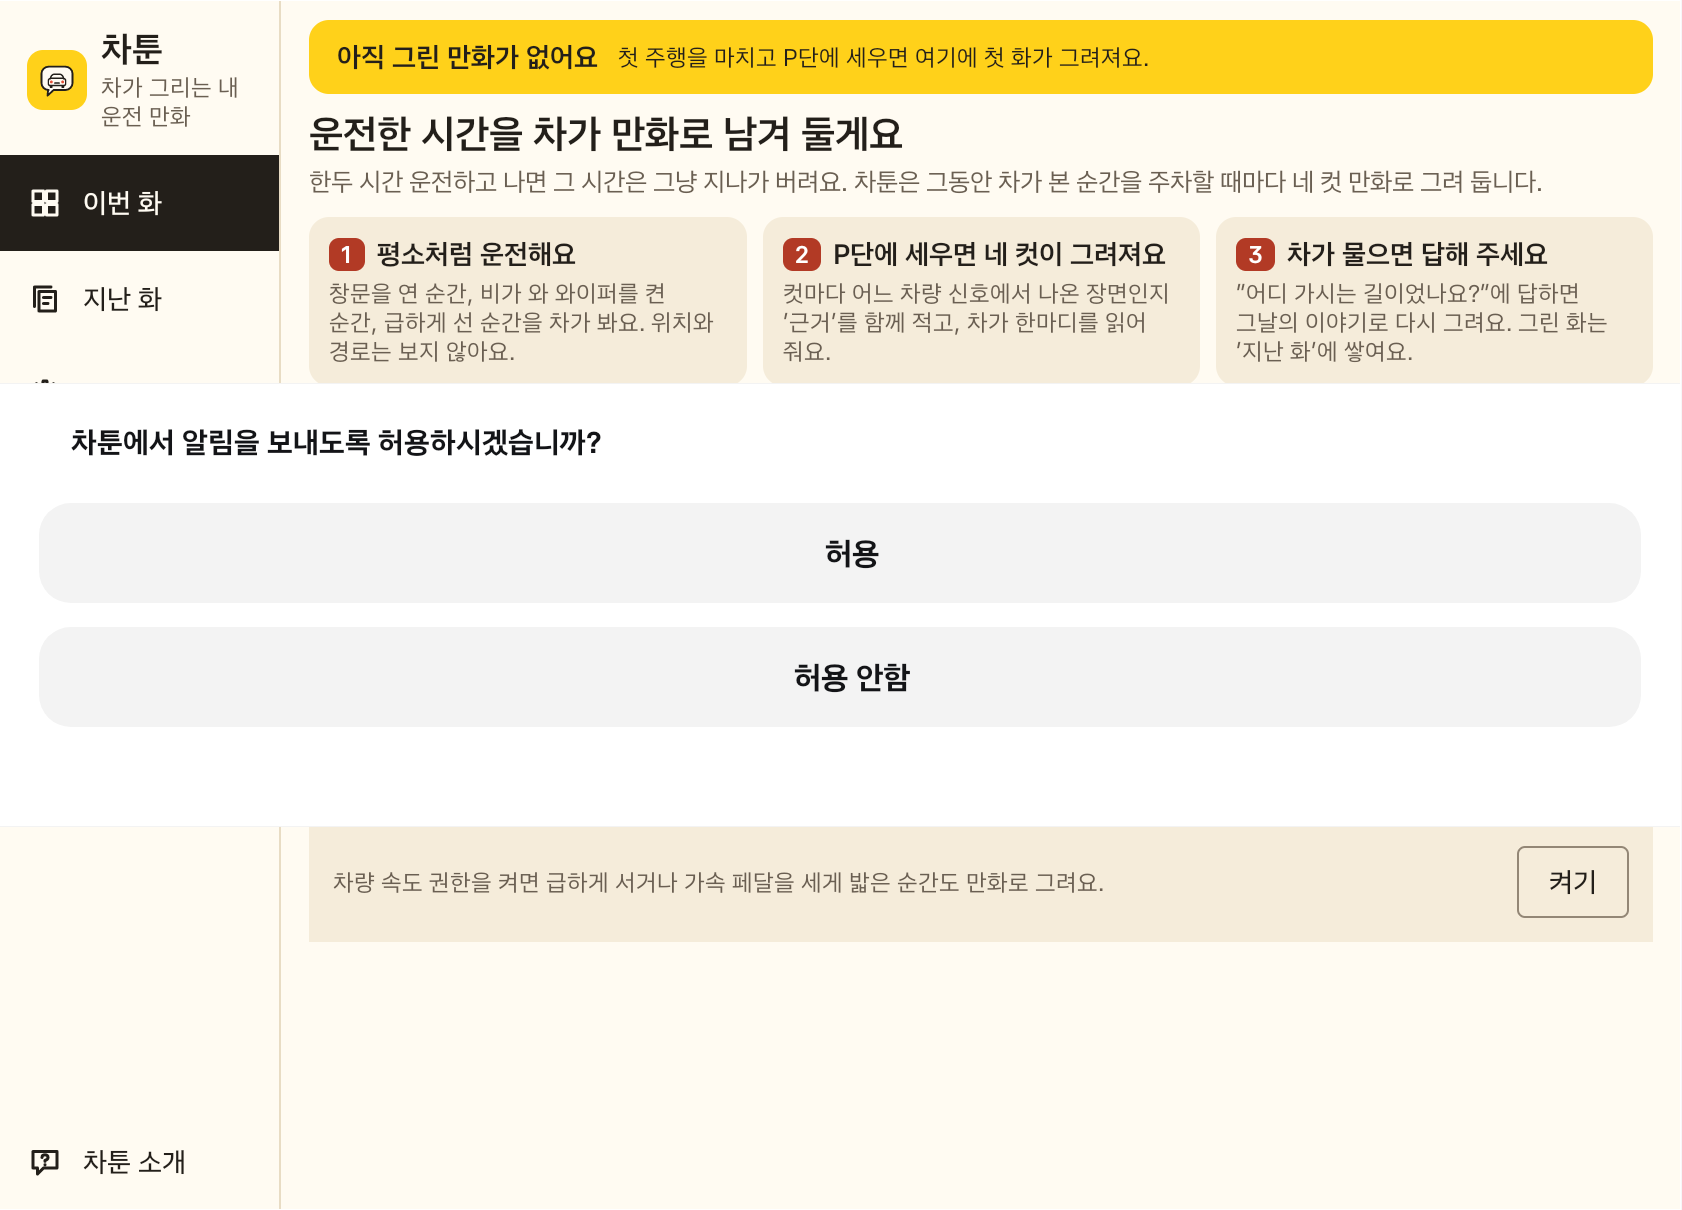 차툰
차가 그리는 내
운전 만화
이번 화
지난 화
아직 그린 만화가 없어요 첫 주행을 마치고 P단에 세우면 여기에 첫 화가 그려져요.
운전한 시간을 차가 만화로 남겨 둘게요
한두 시간 운전하고 나면 그 시간은 그냥 지나가 버려요. 차툰은 그동안 차가 본 순간을 주차할 때마다 네 컷 만화로 그려 둡니다.
1 평소처럼 운전해요
창문을 연 순간, 비가 와 와이퍼를 켠
순간, 급하게 선 순간을 차가 봐요. 위치와
경로는 보지 않아요.
2 P단에 세우면 네 컷이 그려져요
컷마다 어느 차량 신호에서 나온 장면인지
'근거'를 함께 적고, 차가 한마디를 읽어
줘요.
3 차가 물으면 답해 주세요
"어디 가시는 길이었나요?"에 답하면
그날의 이야기로 다시 그려요. 그린 화는
'지난 화'에 쌓여요.
차툰에서 알림을 보내도록 허용하시겠습니까?
허용
허용 안함
차량 속도 권한을 켜면 급하게 서거나 가속 페달을 세게 밟은 순간도 만화로 그려요.
켜기
차툰 소개